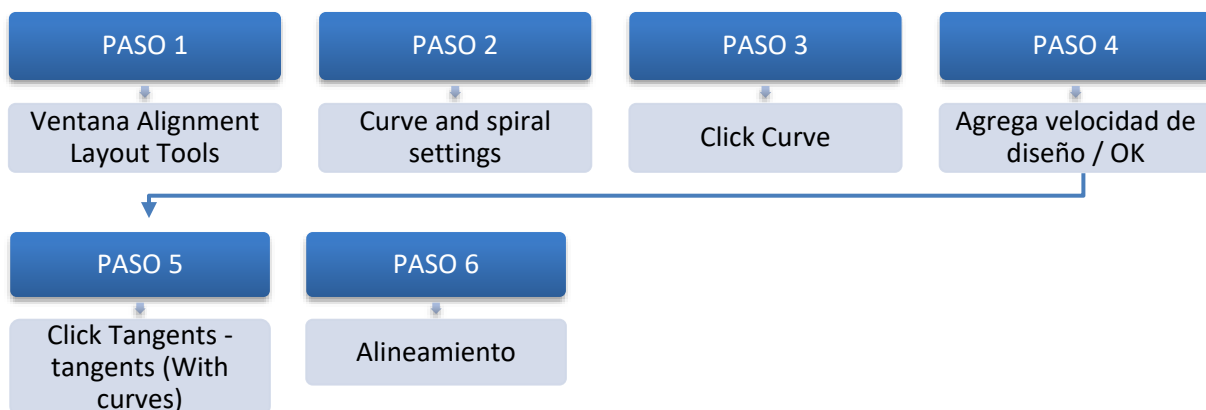 PASO 1
Ventana Alignment
Layout Tools
PASO 2
Curve and spiral
settings
PASO 3
Click Curve
PASO 4
Agrega velocidad de
diseño / OK
PASO 5
Click Tangents -
tangents (With
curves)
PASO 6
Alineamiento